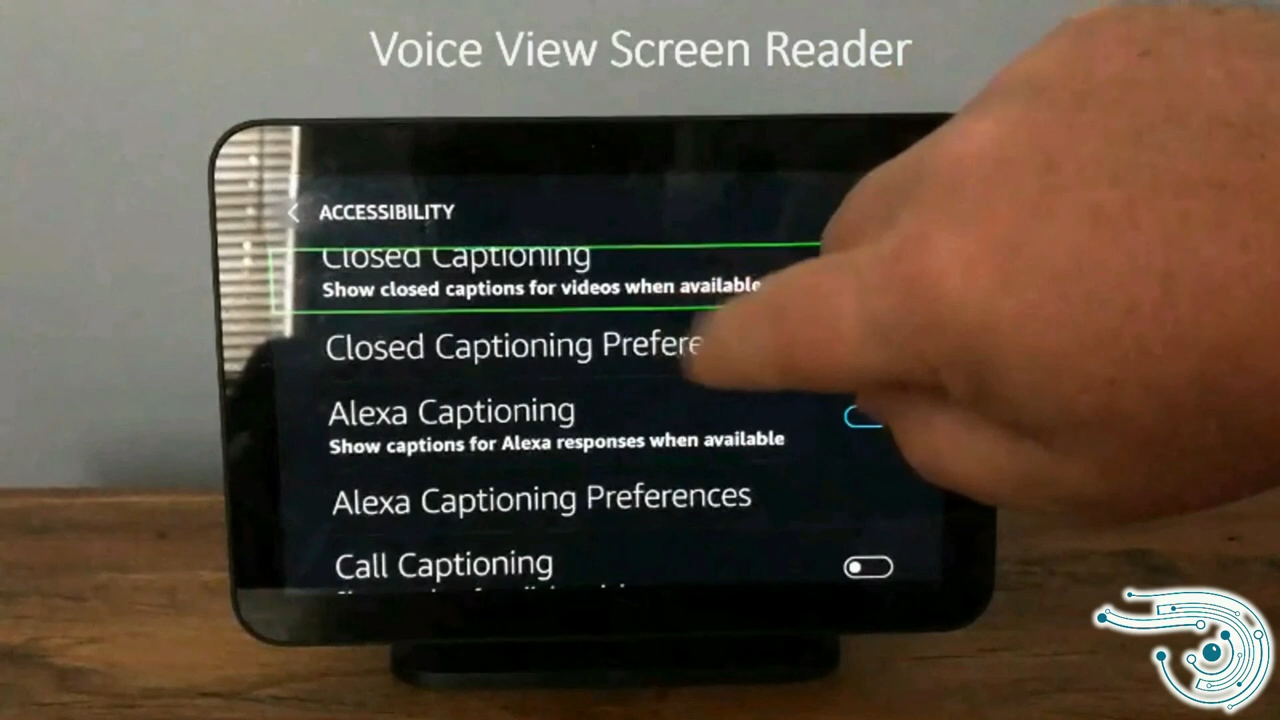 Voice View Screen Reader
ACCESSIBILITY
Closed Captioning
Show closed captions for videos when available
Closed Captioning Prefere
Alexa Captioning
Show captions for Alexa responses when available
Alexa Captioning Preferences
Call Captioning